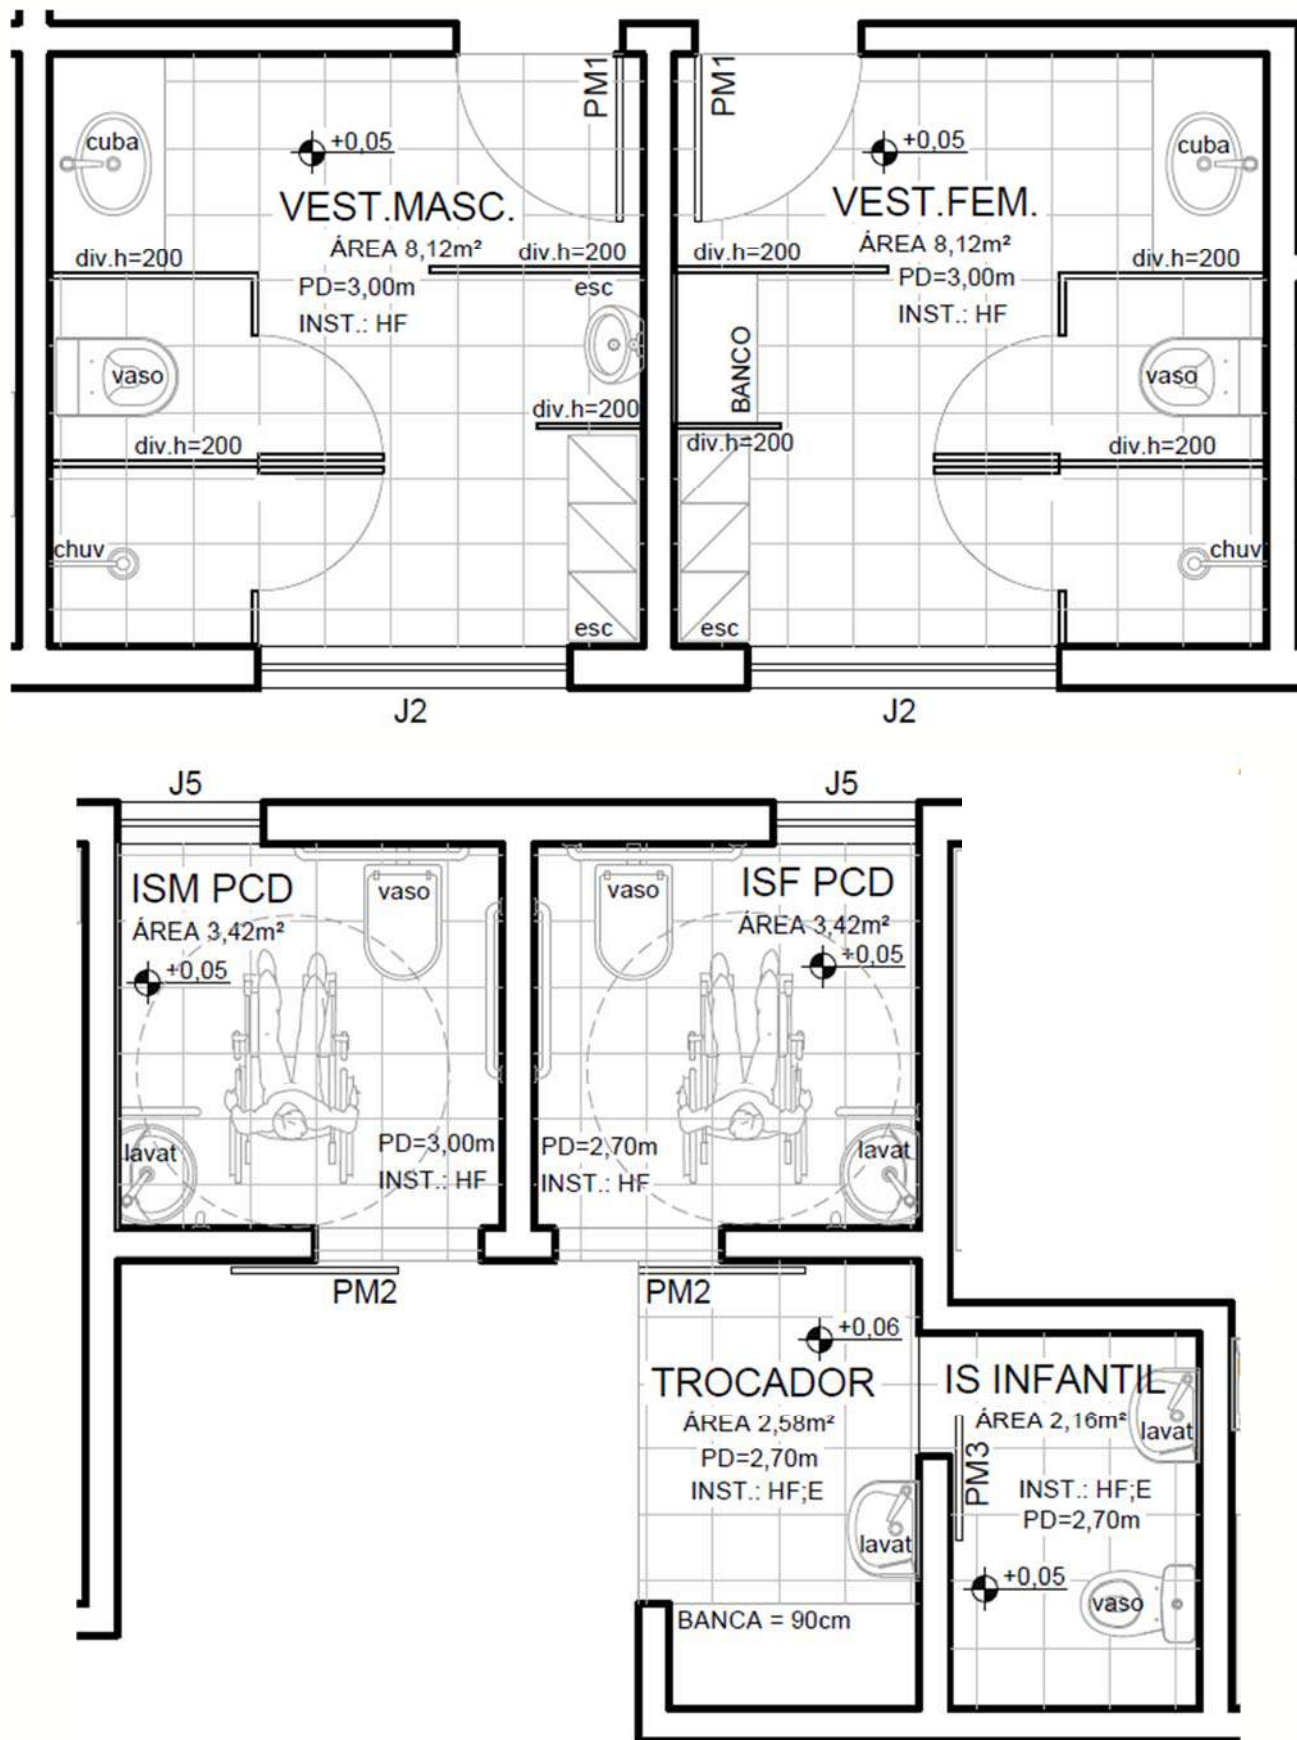 PM1
PM1
cuba
+0,05
+0,05
cuba
VEST.MASC.
VEST.FEM.
ÁREA 8,12m²
ÁREA 8,12m²
div.h=200
div.h=200
div.h=200
div.h=200
PD=3,00m
esc
PD=3,00m
INST.: HF
INST.: HF
vaso
BANCO
vaso
div.h=200
div.h=200
div.h=200
div.h=200
chuv
chuv
esc
esc
J2
J2
J5
J5
ISM PCD
vaso
vaso
ISF PCD
ÁREA 3,42m²
ÁREA 3,42m²
+0,05
+0,05
lavat
PD=3,00m
PD=2,70m
lavat
INST.: HF
INST.: HF
PM2
PM2
+0,06
TROCADOR
IS INFANTIL
ÁREA 2,58m²
ÁREA 2,16m²
lavat
PD=2,70m
PM3
INST.: HF;E
INST.: HF;E
PD=2,70m
lavat
+0,05
vaso
BANCA = 90cm